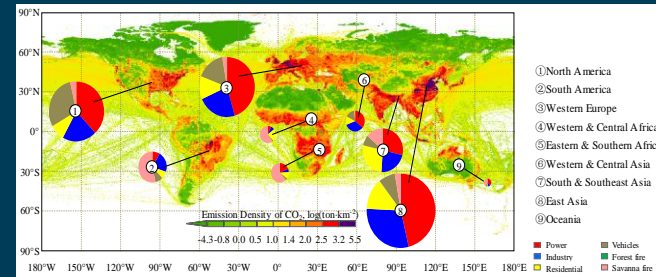 90°N
60°N
30°N
0°
30°S
60°S
90°S
180°W 150°W 120°W 90°W 60°W 30°W 0°E 30°E 60°E 90°E 120°E 150°E 180°E
① ② ③ ④ ⑤ ⑥ ⑦ ⑧ ⑨
Emission Density of CO₂, log(ton·km⁻²)
-4.3 -0.8 0.0 0.5 1.0 1.4 2.0 2.5 3.2 5.5
①North America
②South America
③Western Europe
④Western & Central Africa
⑤Eastern & Southern Afric
⑥Western & Central Asia
⑦South & Southeast Asia
⑧East Asia
⑨Oceania
Power Vehicles
Industry Forest fire
Residential Savanna fire